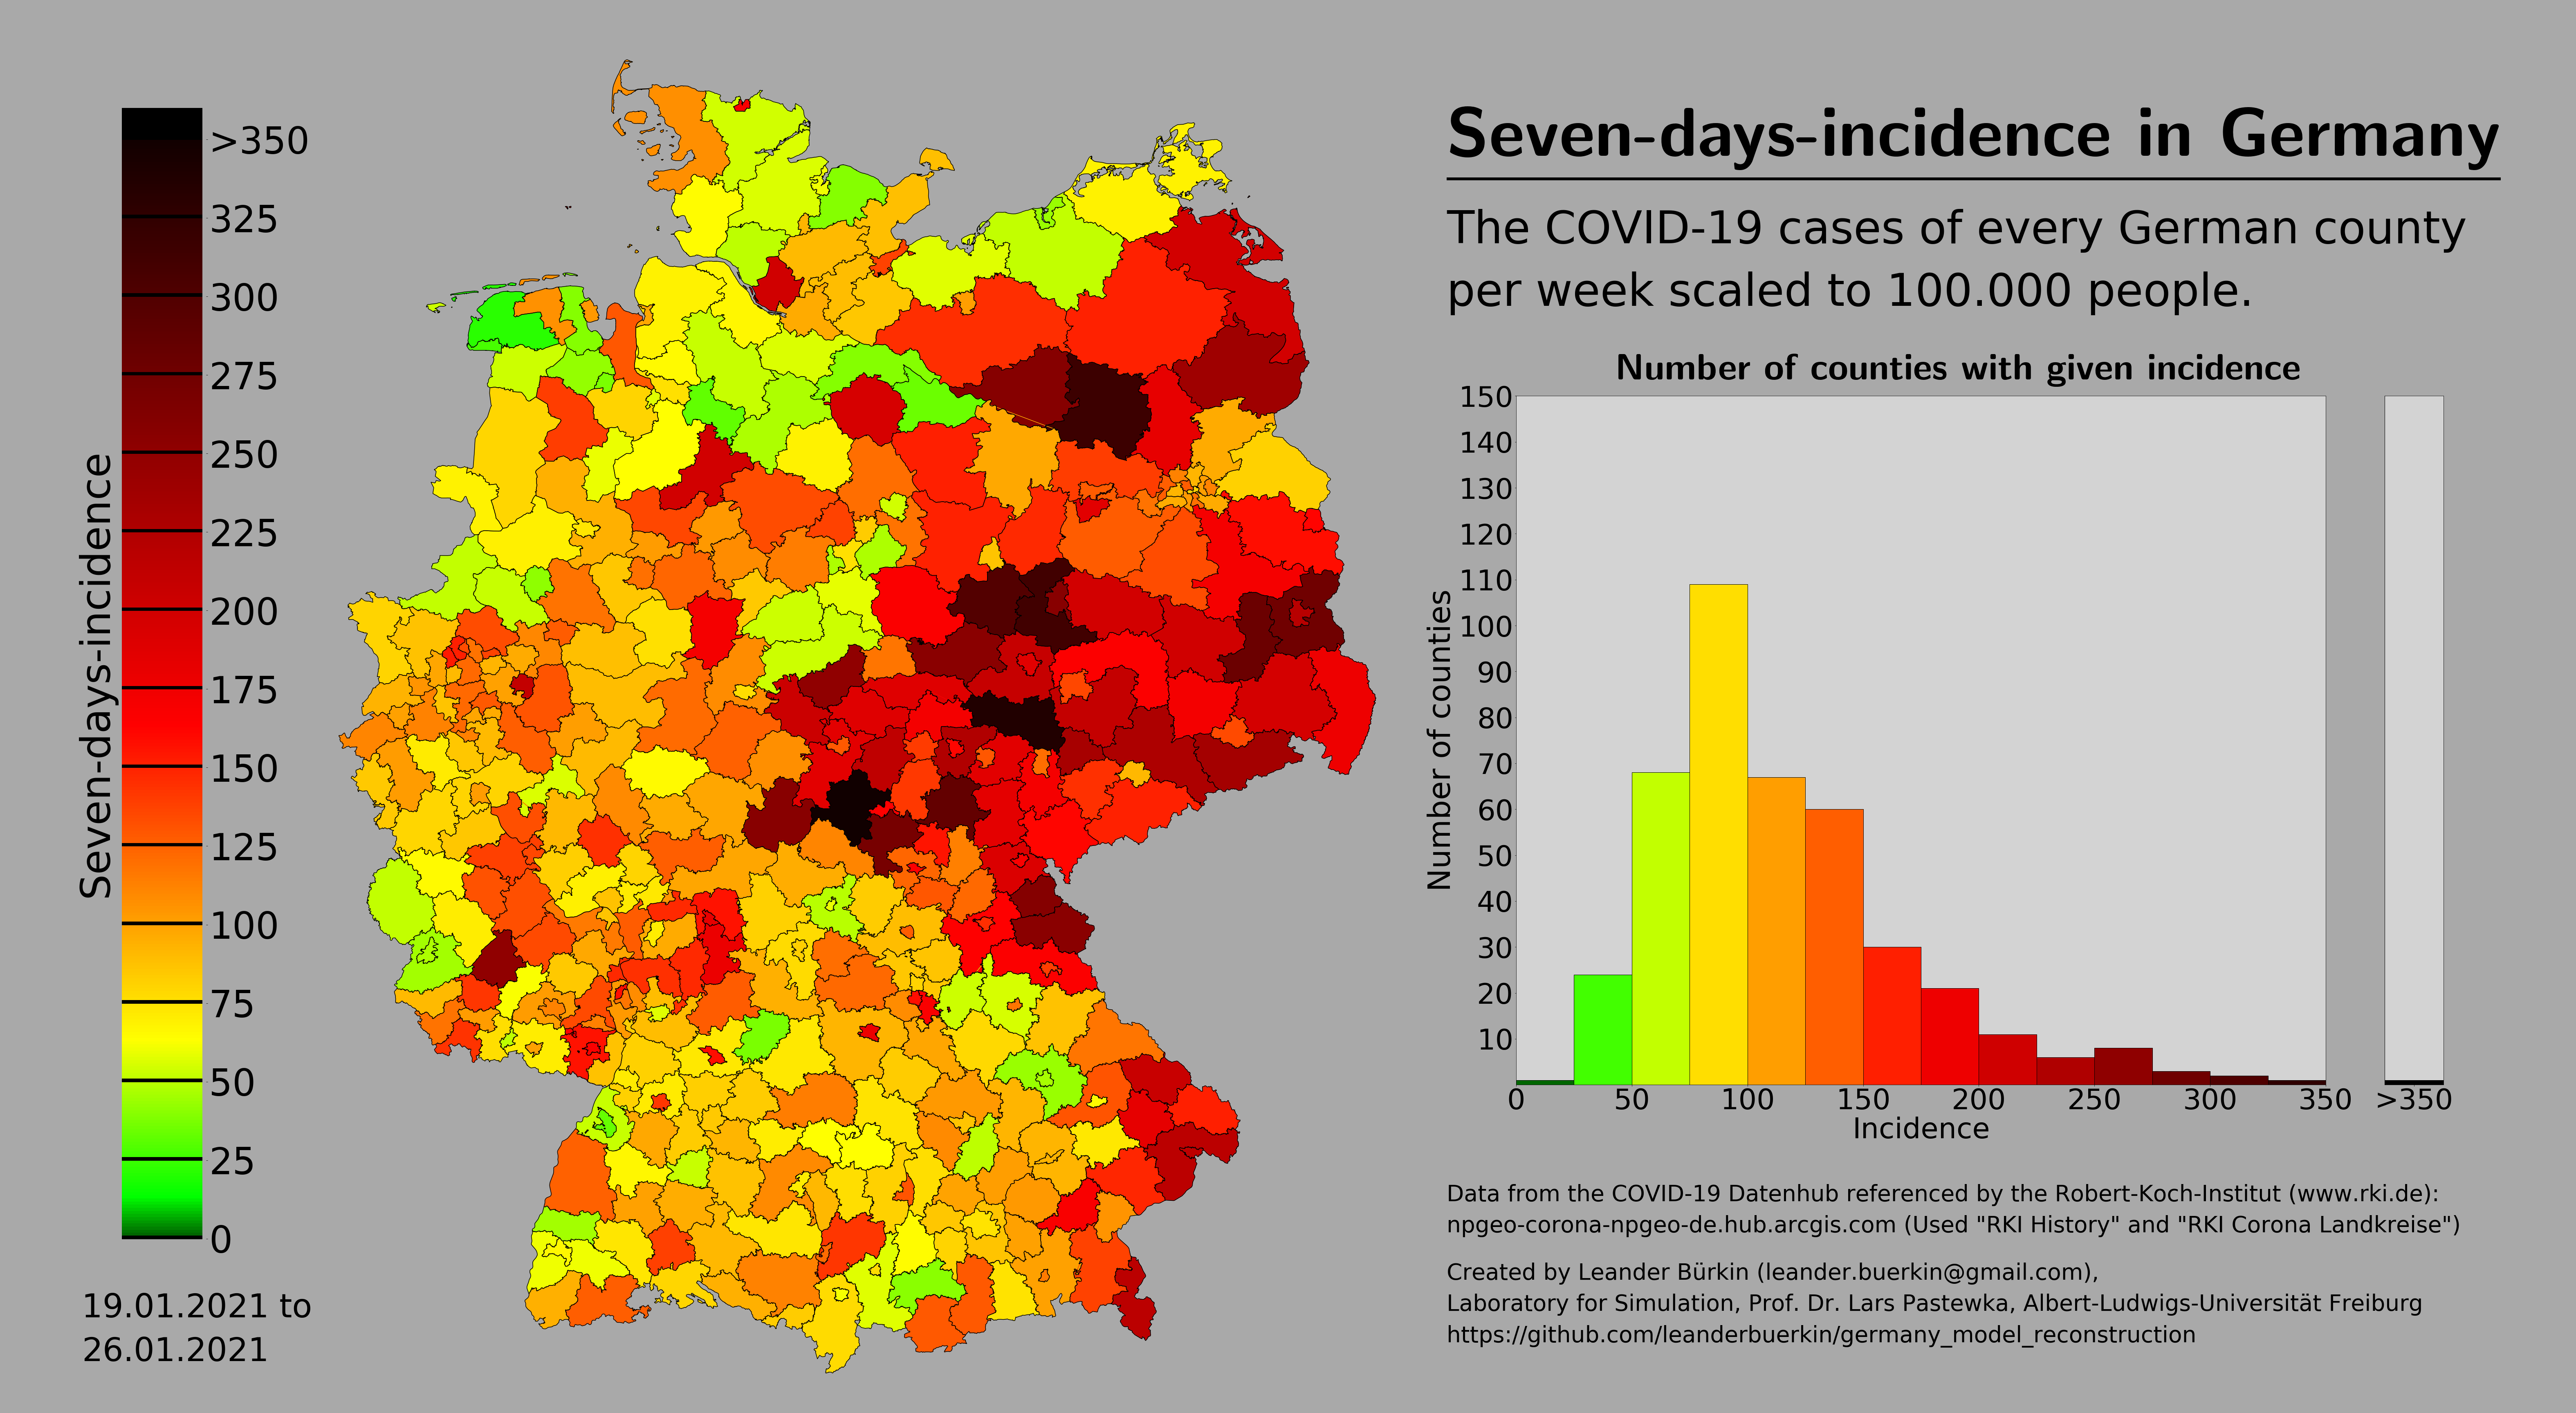 Seven-days-incidence in Germany
The COVID-19 cases of every German county
per week scaled to 100.000 people.
Seven-days-incidence
>350
325
300
275
250
225
200
175
150
125
100
75
50
25
0
19.01.2021 to
26.01.2021
Number of counties with given incidence
Number of counties
150
140
130
120
110
100
90
80
70
60
50
40
30
20
10
0 50 100 150 200 250 300 350 >350
Incidence
Data from the COVID-19 Datenhub referenced by the Robert-Koch-Institut (www.rki.de):
npgeo-corona-npgeo-de.hub.arcgis.com (Used "RKI History" and "RKI Corona Landkreise")
Created by Leander Bürkin (leander.buerkin@gmail.com),
Laboratory for Simulation, Prof. Dr. Lars Pastewka, Albert-Ludwigs-Universität Freiburg
https://github.com/leanderbuerkin/germany_model_reconstruction